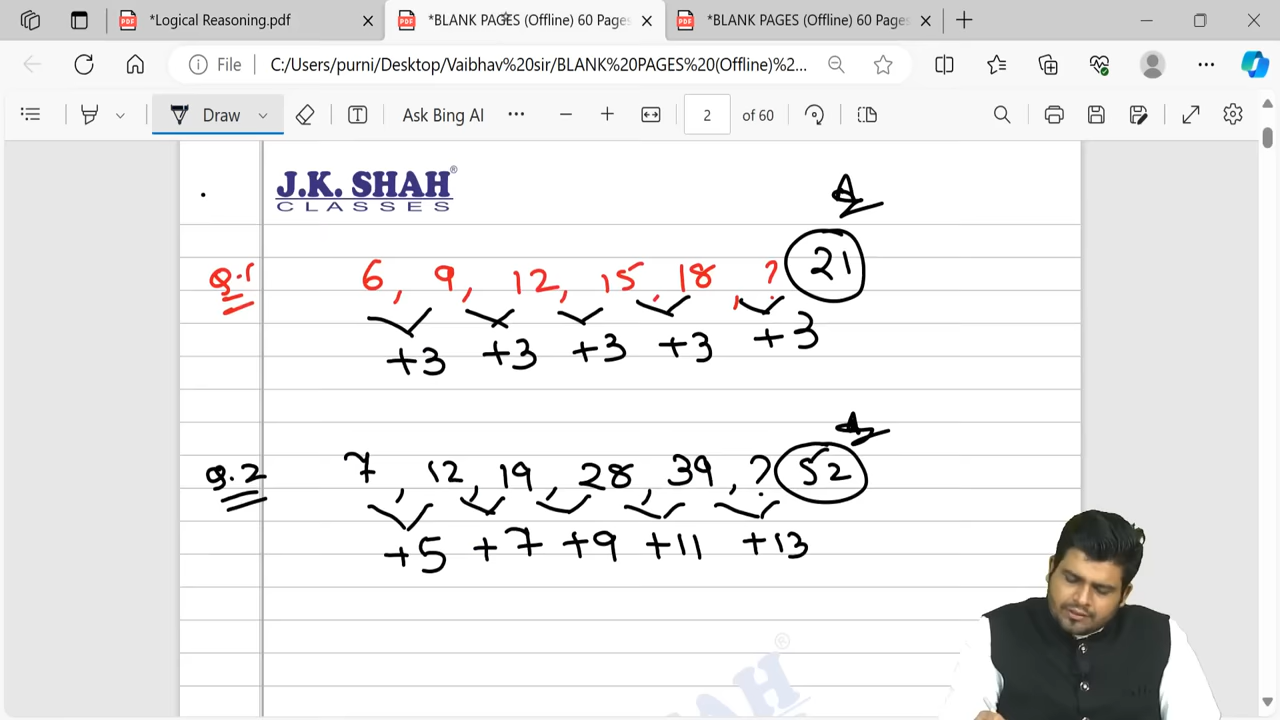 *Logical Reasoning.pdf
*BLANK PAGES (Offline) 60 Pages
*BLANK PAGES (Offline) 60 Pages
File
C:/Users/purni/Desktop/Vaibhav%20sir/BLANK%20PAGES%20(Offline)%2...
Draw
Ask Bing AI
2 of 60
J.K. SHAH®
CLASSES
A
Q.1 6, 9, 12, 15, 18, ? 21
+3 +3 +3 +3 +3
A
Q.2 7, 12, 19, 28, 39, ? 52
+5 +7 +9 +11 +13
SHAH®